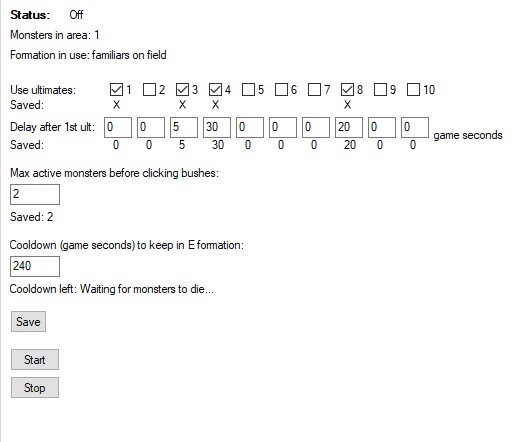 Status: Off
Monsters in area: 1
Formation in use: familiars on field
Use ultimates: 1 2 3 4 5 6 7 8 9 10
Saved: X X X X
Delay after 1st ult: 0 0 5 30 0 0 0 20 0 0 game seconds
Saved: 0 0 5 30 0 0 0 20 0 0
Max active monsters before clicking bushes:
2
Saved: 2
Cooldown (game seconds) to keep in E formation:
240
Cooldown left: Waiting for monsters to die...
Save
Start
Stop